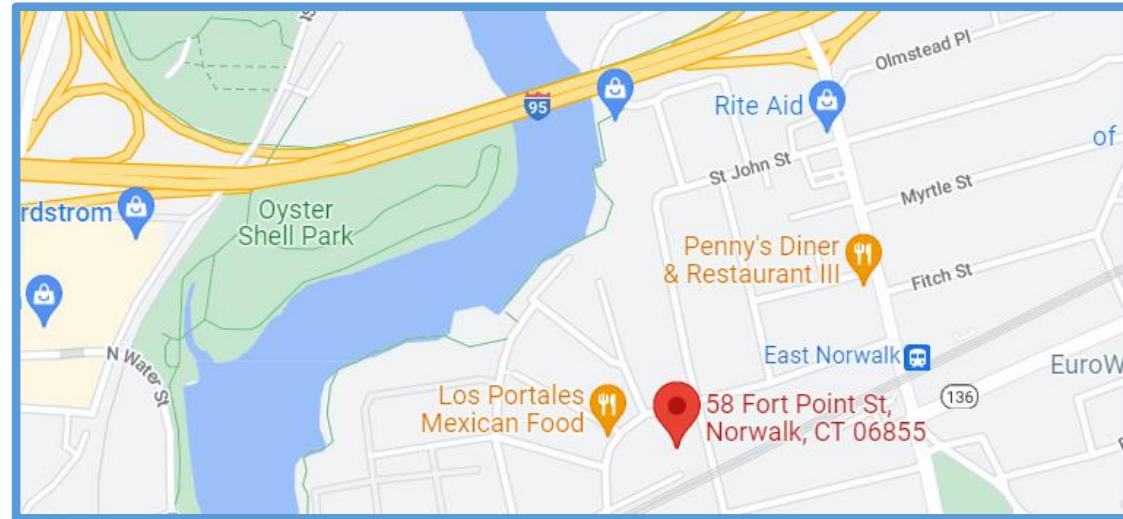 Olmstead Pl
95
Rite Aid
of
St John St
Myrtle St
rdstrom
Oyster
Shell Park
Penny's Diner
& Restaurant III
Fitch St
N Water St
East Norwalk
EuroW
Los Portales
Mexican Food
58 Fort Point St,
Norwalk, CT 06855
136